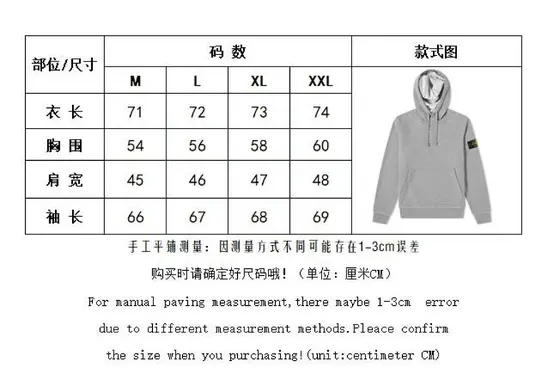 部位/尺寸 码 数 款式图
M L XL XXL
衣 长 71 72 73 74
胸 围 54 56 58 60
肩 宽 45 46 47 48
袖 长 66 67 68 69
手工平铺测量：因测量方式不同可能存在1-3cm误差
购买时请确定好尺码哦！（单位：厘米CM）
For manual paving measurement,there maybe 1-3cm error
due to different measurement methods.Pleace confirm
the size when you purchasing!(unit:centimeter CM)